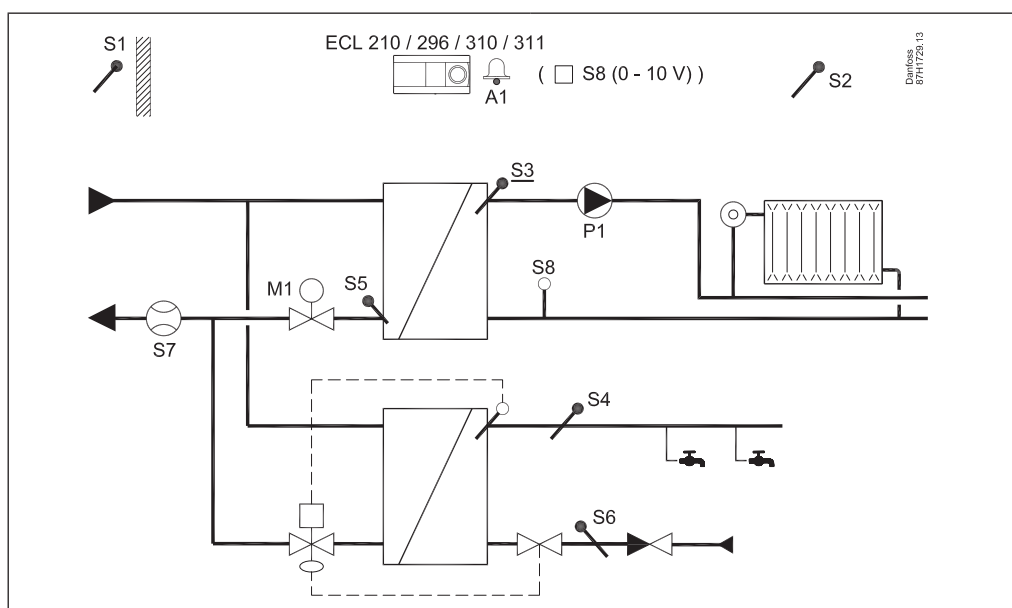 S1
ECL 210 / 296 / 310 / 311
A1
( S8 (0 - 10 V) )
S2
Danfoss
87H1729.13
S3
P1
S8
M1
S5
S7
S4
S6